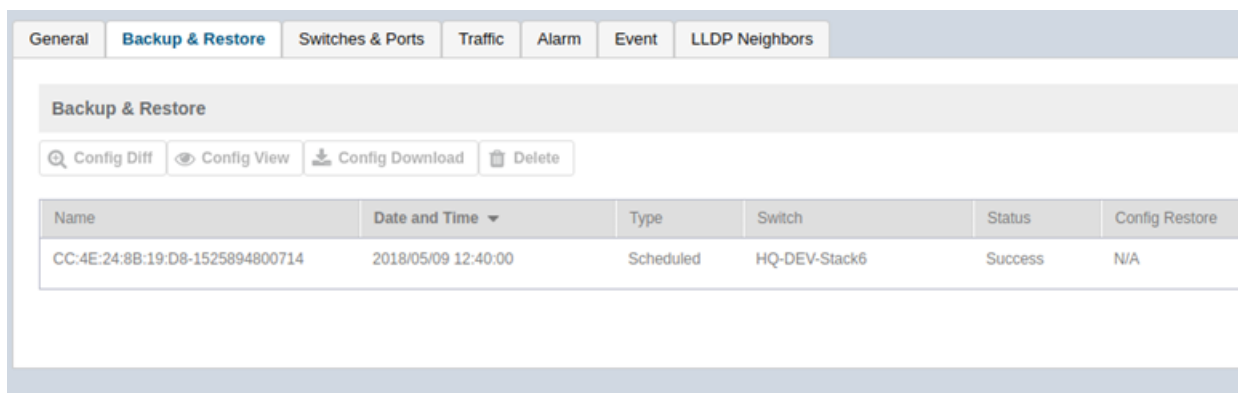 General Backup & Restore Switches & Ports Traffic Alarm Event LLDP Neighbors
Backup & Restore
Config Diff Config View Config Download Delete
Name Date and Time Type Switch Status Config Restore
CC:4E:24:8B:19:D8-1525894800714 2018/05/09 12:40:00 Scheduled HQ-DEV-Stack6 Success N/A